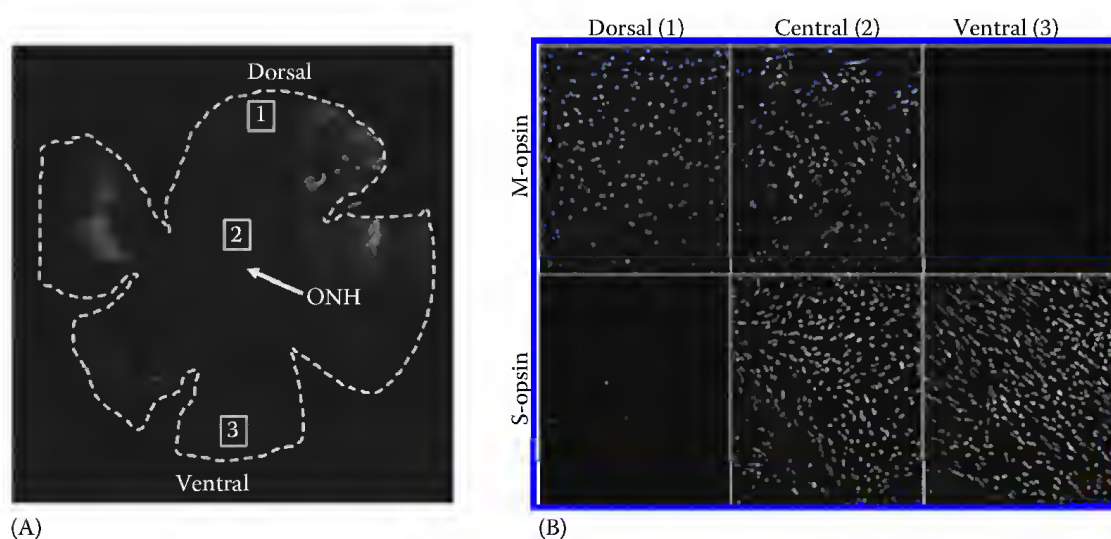 Dorsal
1
2
ONH
3
Ventral
(A)
Dorsal (1) Central (2) Ventral (3)
M-opsin
S-opsin
(B)